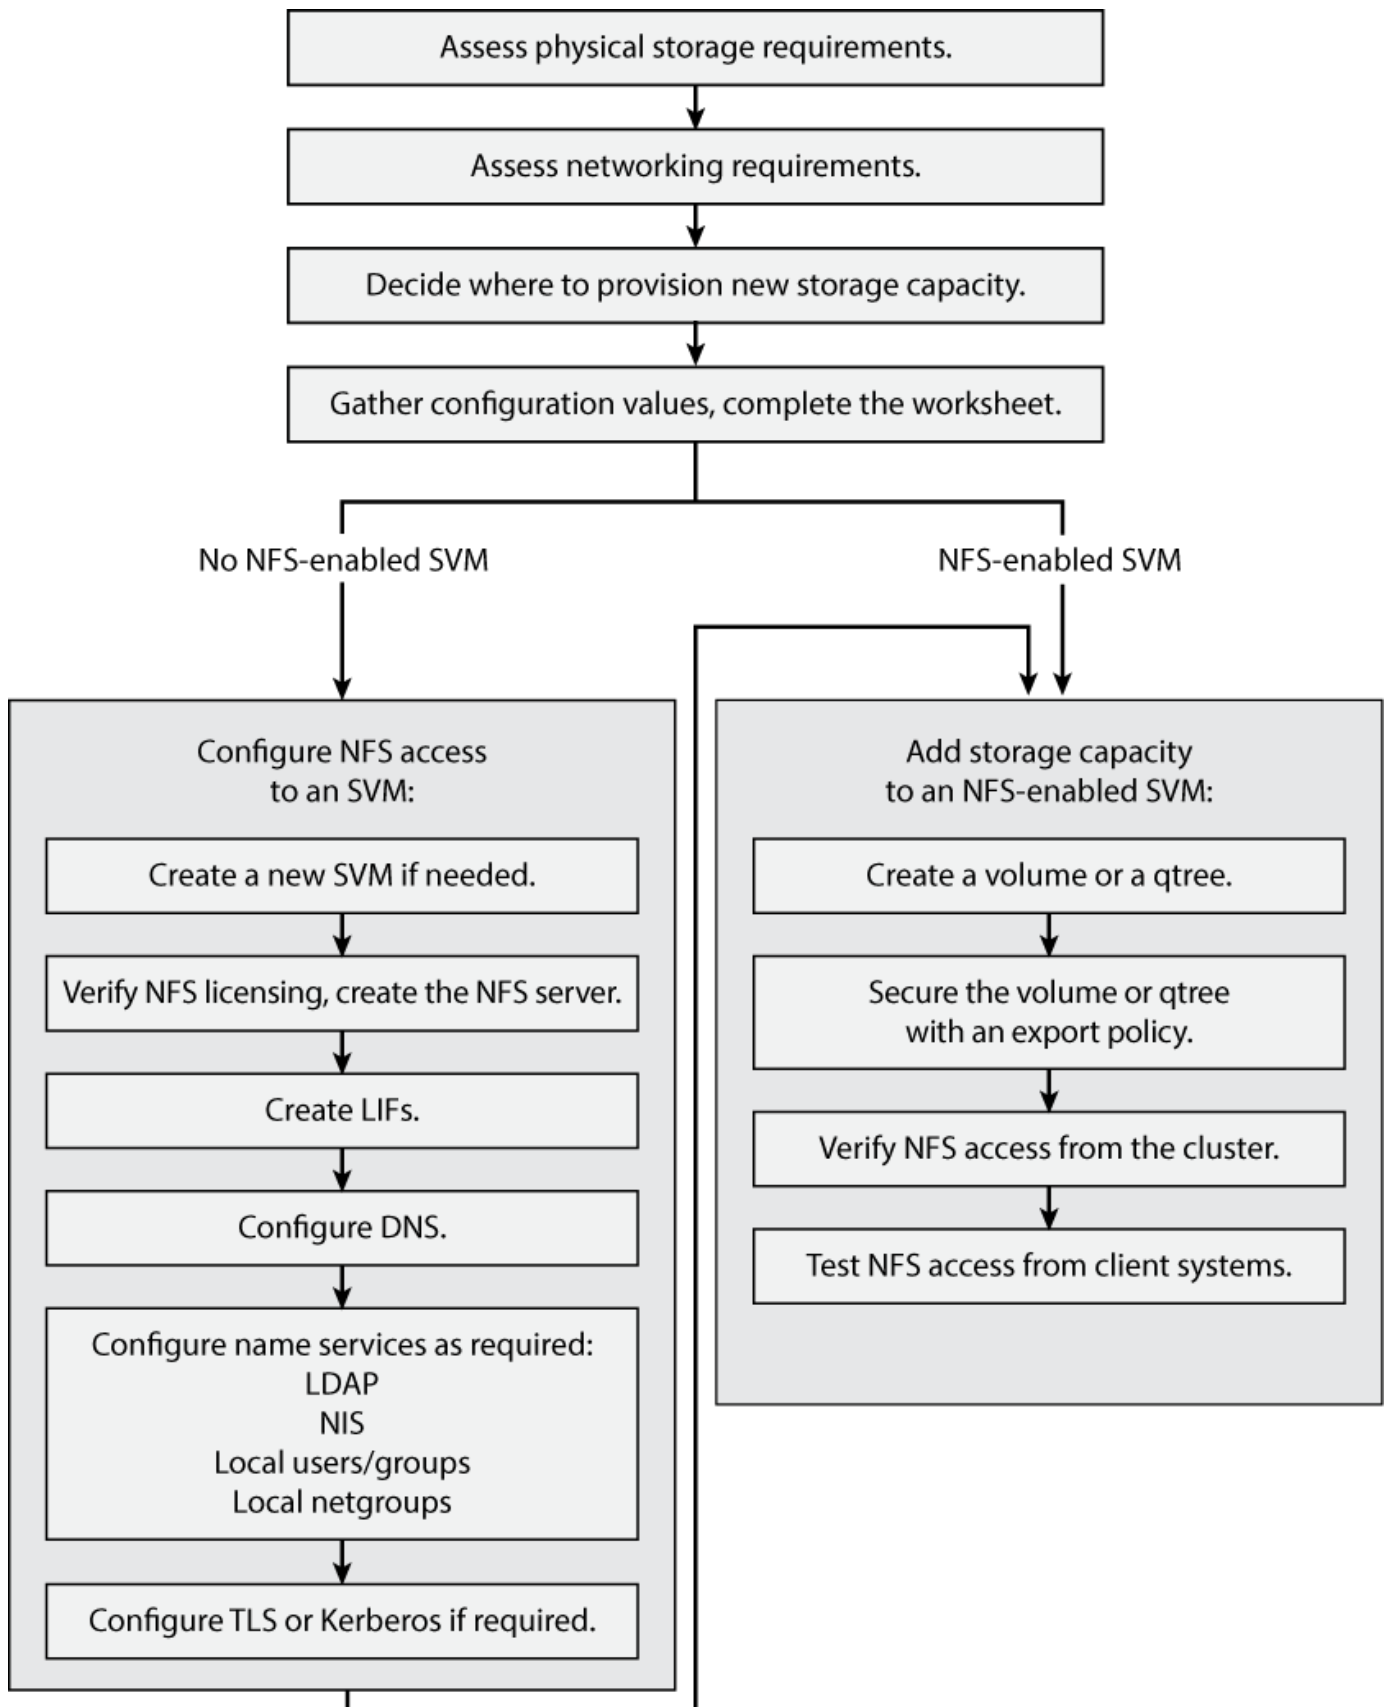 Assess physical storage requirements.
Assess networking requirements.
Decide where to provision new storage capacity.
Gather configuration values, complete the worksheet.
No NFS-enabled SVM
NFS-enabled SVM
Configure NFS access
to an SVM:
Create a new SVM if needed.
Verify NFS licensing, create the NFS server.
Create LIFs.
Configure DNS.
Configure name services as required:
LDAP
NIS
Local users/groups
Local netgroups
Configure TLS or Kerberos if required.
Add storage capacity
to an NFS-enabled SVM:
Create a volume or a qtree.
Secure the volume or qtree
with an export policy.
Verify NFS access from the cluster.
Test NFS access from client systems.